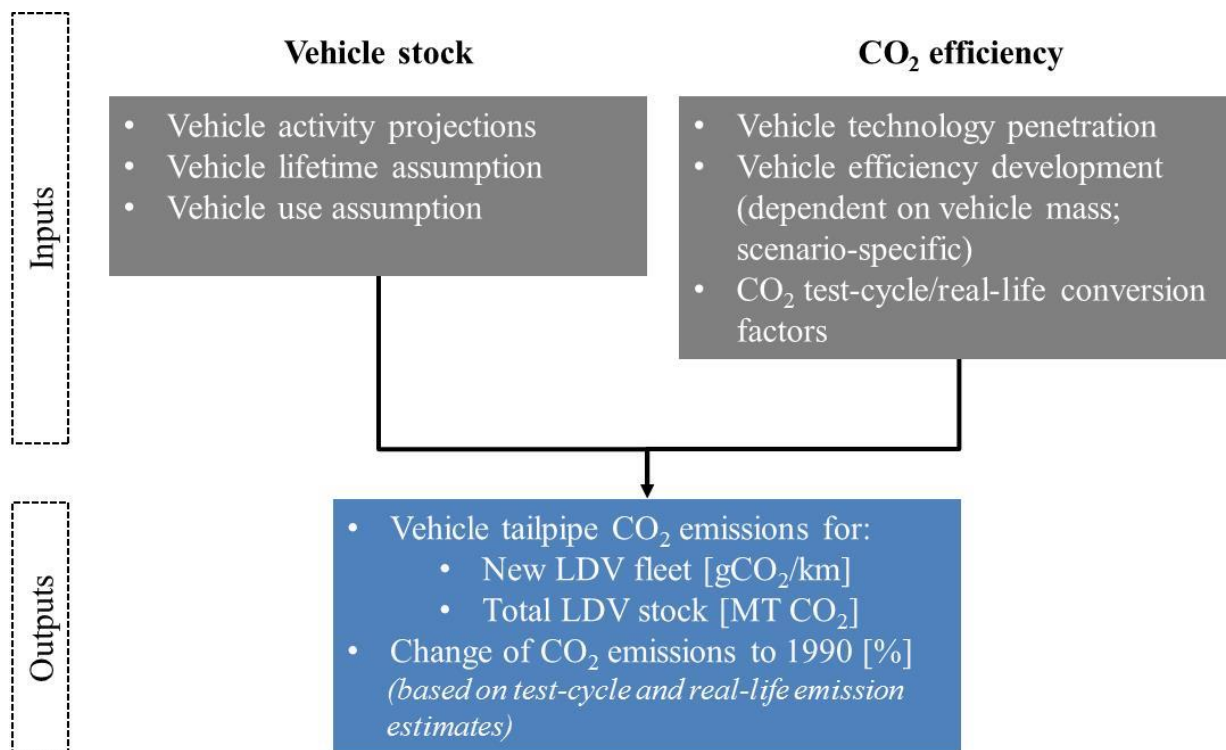 Vehicle stock
CO₂ efficiency
Inputs
• Vehicle activity projections
• Vehicle lifetime assumption
• Vehicle use assumption
• Vehicle technology penetration
• Vehicle efficiency development
(dependent on vehicle mass;
scenario-specific)
• CO₂ test-cycle/real-life conversion
factors
Outputs
• Vehicle tailpipe CO₂ emissions for:
• New LDV fleet [gCO₂/km]
• Total LDV stock [MT CO₂]
• Change of CO₂ emissions to 1990 [%]
(based on test-cycle and real-life emission
estimates)